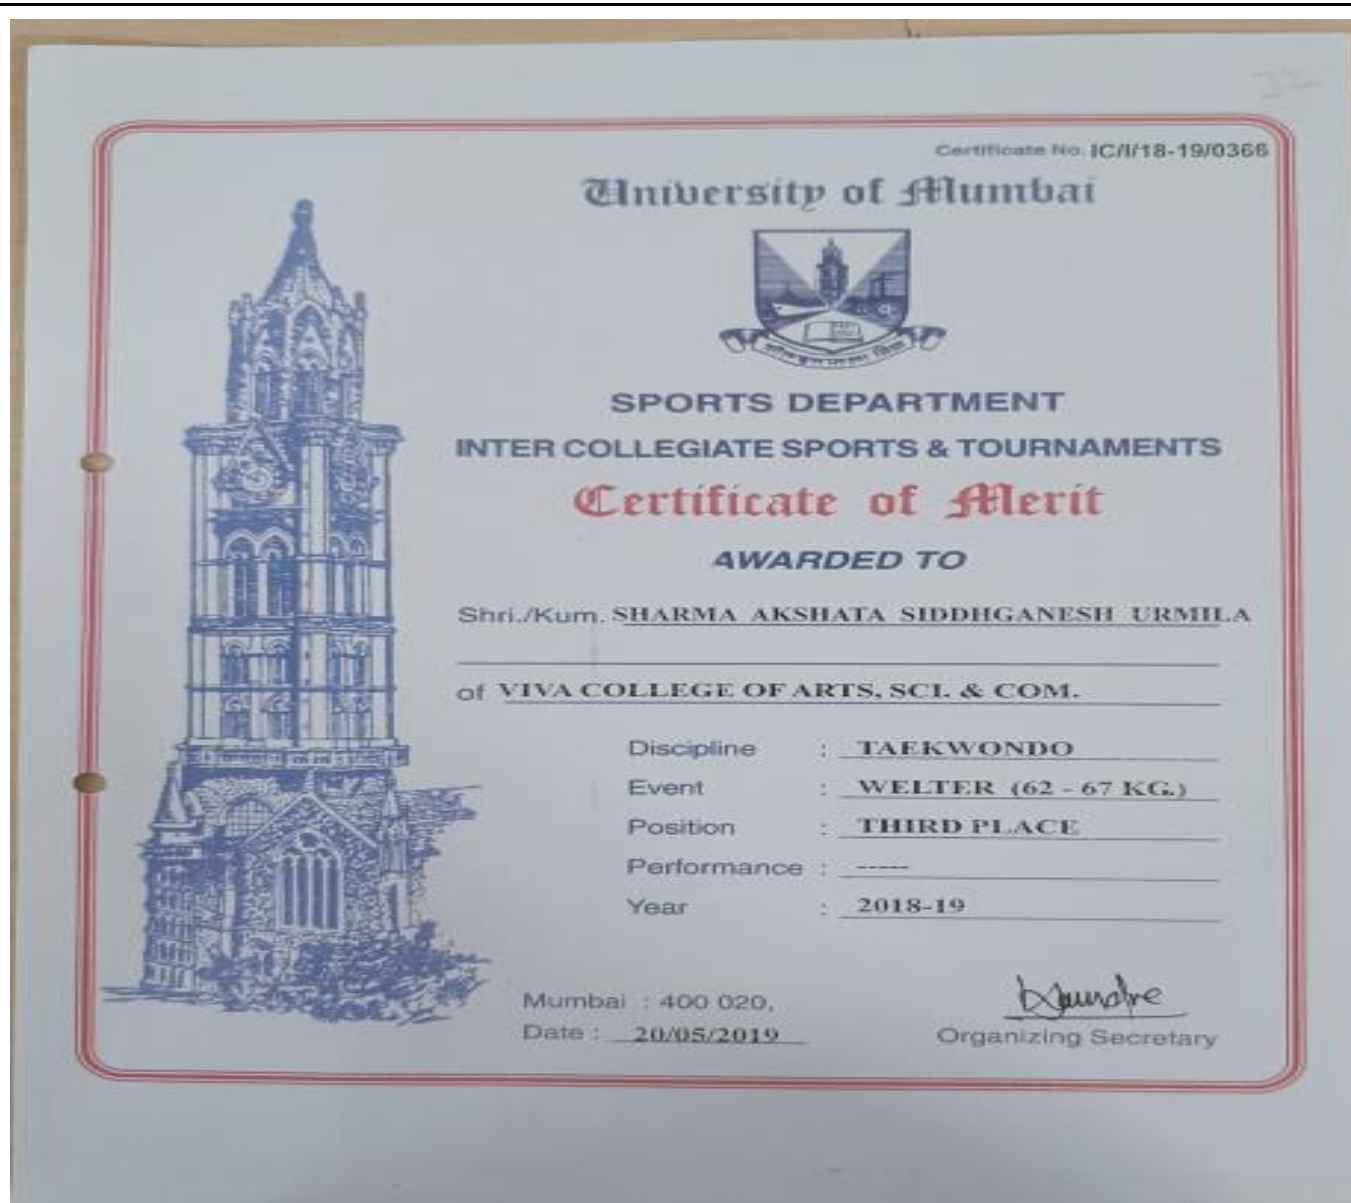 Certificate No. IC/I/18-19/0366
University of Mumbai
SPORTS DEPARTMENT
INTER COLLEGIATE SPORTS & TOURNAMENTS
Certificate of Merit
AWARDED TO
Shri./Kum. SHARMA AKSHATA SIDDHGANESH URMILA
of VIVA COLLEGE OF ARTS, SCI. & COM.
Discipline : TAEKWONDO
Event : WELTER (62 - 67 KG.)
Position : THIRD PLACE
Performance : -----
Year : 2018-19
Mumbai : 400 020,
Date : 20/05/2019
Organizing Secretary